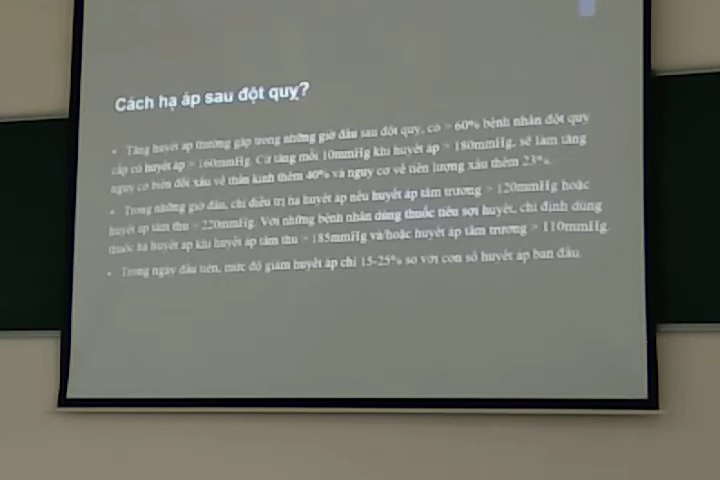 Cách hạ áp sau đột quỵ?
• Tăng huyết áp thường gặp trong những giờ đầu sau đột quỵ, có > 60% bệnh nhân đột quỵ
cấp có huyết áp > 160mmHg. Cứ tăng mỗi 10mmHg khi huyết áp > 180mmHg, sẽ làm tăng
nguy cơ biến đổi xấu về thần kinh thêm 40% và nguy cơ về tiên lượng xấu thêm 23%.
• Trong những giờ đầu, chỉ điều trị hạ huyết áp nếu huyết áp tâm trương > 120mmHg hoặc
huyết áp tâm thu > 220mmHg. Với những bệnh nhân dùng thuốc tiêu sợi huyết, chỉ định dùng
thuốc hạ huyết áp khi huyết áp tâm thu > 185mmHg và/hoặc huyết áp tâm trương > 110mmHg.
• Trong ngày đầu tiên, mức độ giảm huyết áp chỉ 15-25% so với con số huyết áp ban đầu.